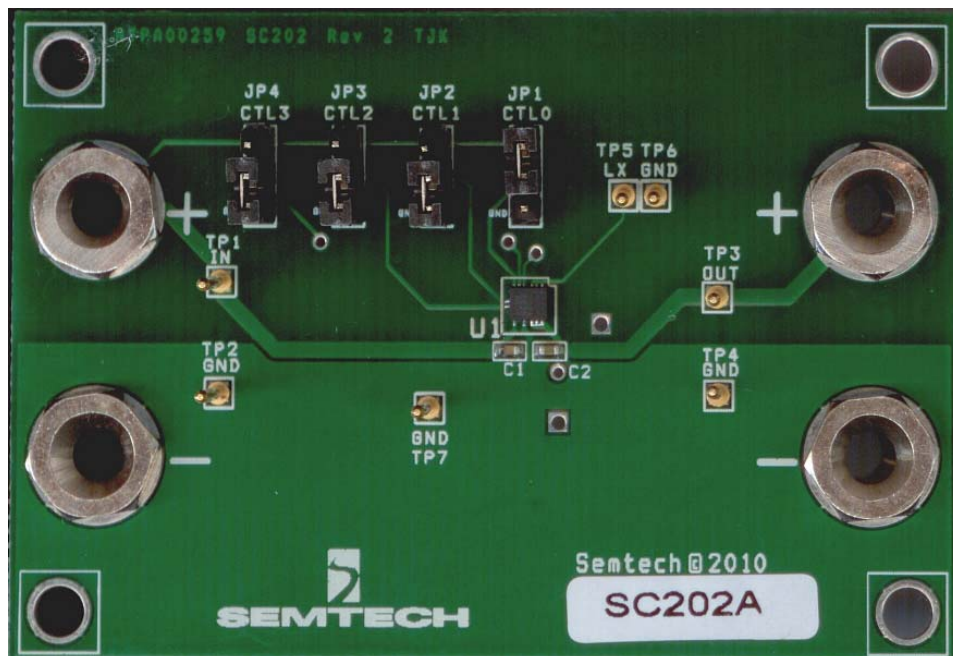 SC202 Rev 2 TJK
JP4 JP3 JP2 JP1
CTL3 CTL2 CTL1 CTL0
TP5 TP6
LX GND
GND
+ +
TP1
IN
TP3
OUT
U1
C1 C2
TP2
GND
TP4
GND
GND
TP7
- -
Semtech©2010
SEMTECH
SC202A